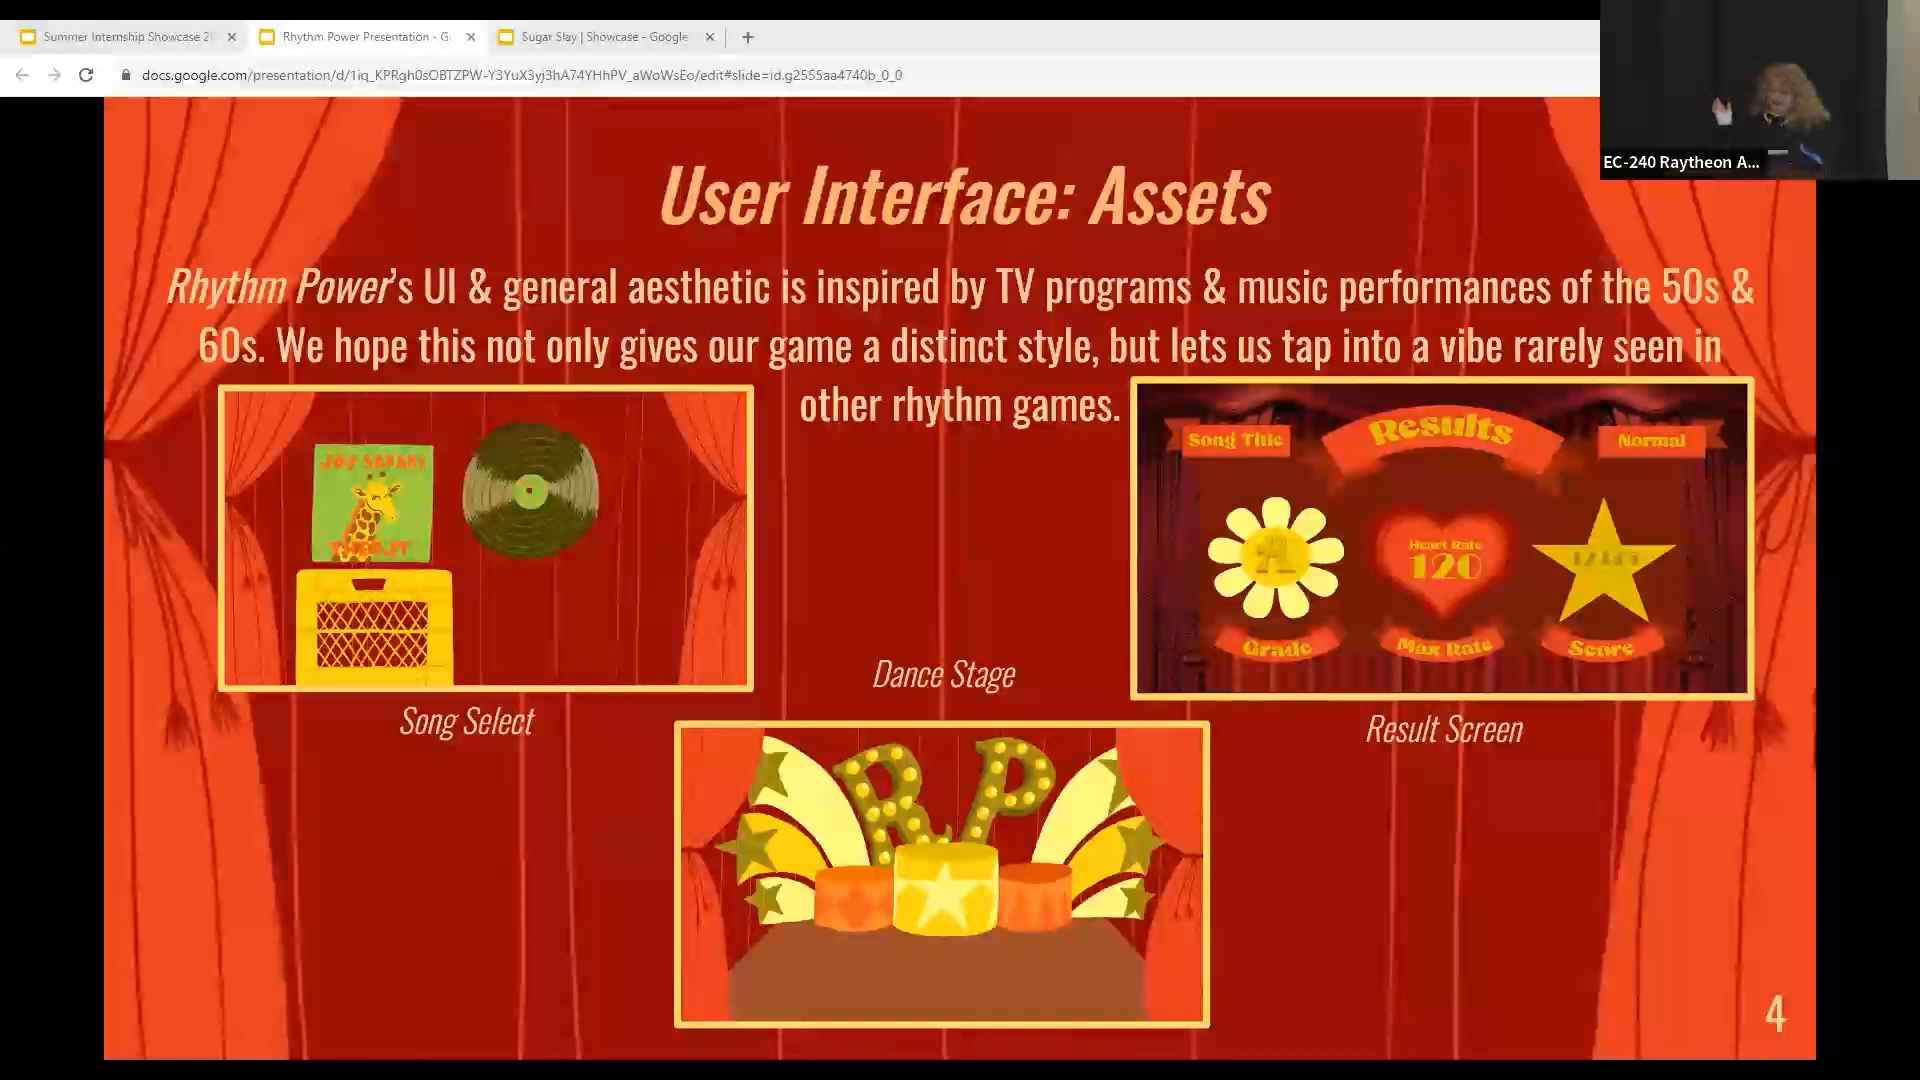 Summer Internship Showcase 2
Rhythm Power Presentation - G
Sugar Slay | Showcase - Google
docs.google.com/presentation/d/1iq_KPRgh0sOBTZPW-Y3YuX3yj3hA74YHhPV_aWoWsEo/edit#slide=id.g2555aa4740b_0_0
EC-240 Raytheon A...
User Interface: Assets
Rhythm Power's UI & general aesthetic is inspired by TV programs & music performances of the 50s &
60s. We hope this not only gives our game a distinct style, but lets us tap into a vibe rarely seen in
other rhythm games.
JOY SAFARI
Song Select
Dance Stage
RP
Song Title
Results
Normal
Heart Rate
120
Grade
Max Rate
Score
Result Screen
4